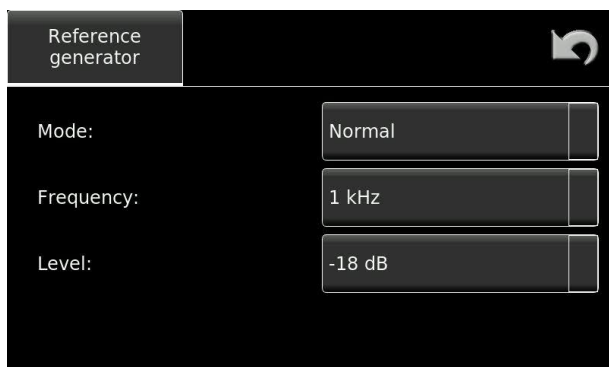 Reference
generator
Mode:
Normal
Frequency:
1 kHz
Level:
-18 dB